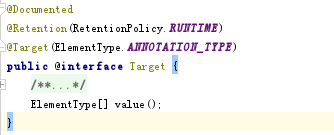 @Documented
@Retention(RetentionPolicy.RUNTIME)
@Target(ElementType.ANNOTATION_TYPE)
public @interface Target {
/**...*/
ElementType[] value();
}